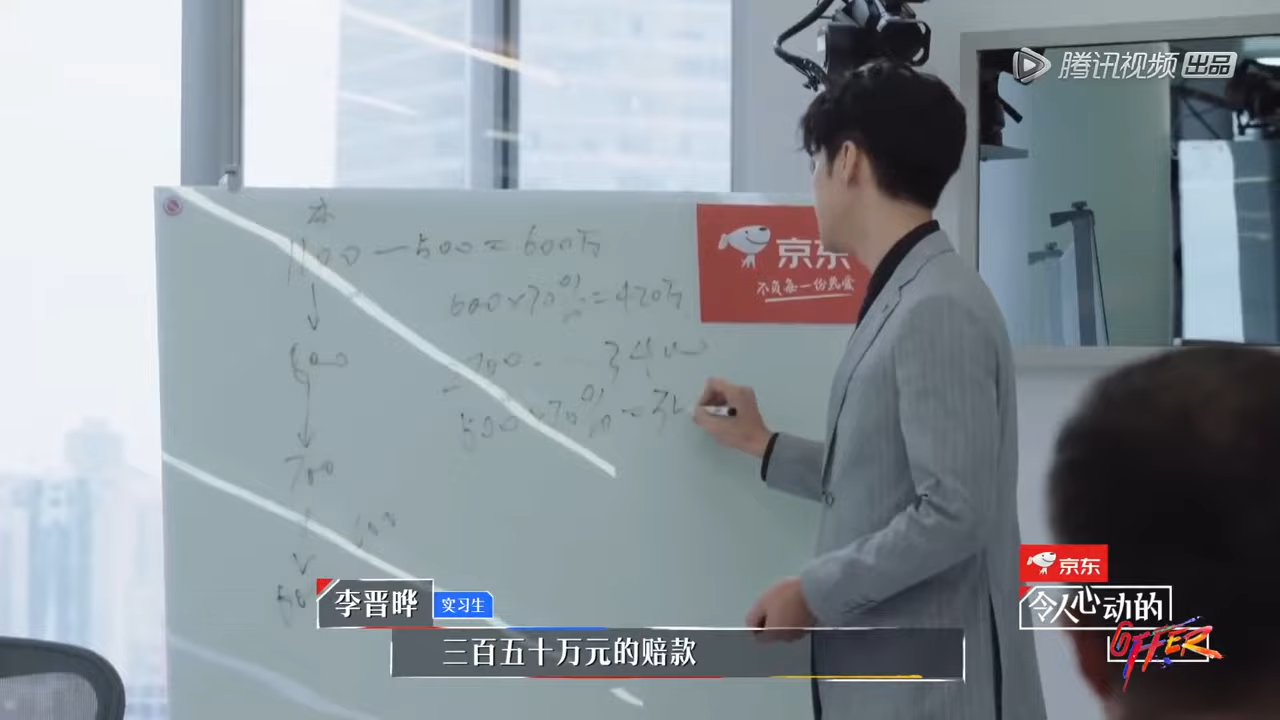 腾讯视频 出品
本
1100-500=600万
京东
不负每一份热爱
600×70%=420万
500×70%=35
700
京东
李晋晔 实习生
令人心动的
OFFER
三百五十万元的赔款